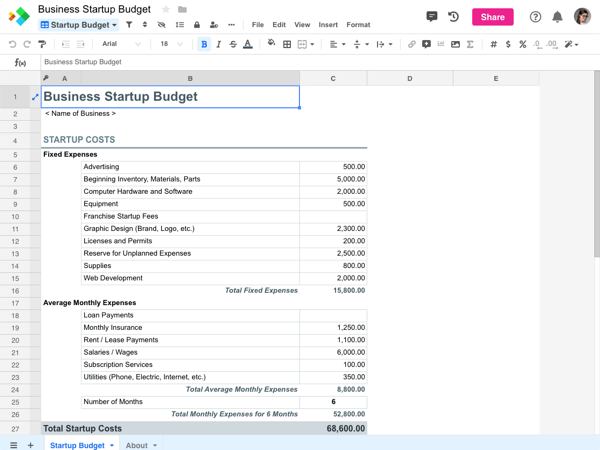 Business Startup Budget
Startup Budget
File Edit View Insert Format
Share
Arial 18 B I S A
# $ % .0 .00
f(x) Business Startup Budget
A B C D E
1 Business Startup Budget
2 < Name of Business >
3
4 STARTUP COSTS
5 Fixed Expenses
6 Advertising 500.00
7 Beginning Inventory, Materials, Parts 5,000.00
8 Computer Hardware and Software 2,000.00
9 Equipment 500.00
10 Franchise Startup Fees
11 Graphic Design (Brand, Logo, etc.) 2,300.00
12 Licenses and Permits 200.00
13 Reserve for Unplanned Expenses 2,500.00
14 Supplies 800.00
15 Web Development 2,000.00
16 Total Fixed Expenses 15,800.00
17 Average Monthly Expenses
18 Loan Payments
19 Monthly Insurance 1,250.00
20 Rent / Lease Payments 1,100.00
21 Salaries / Wages 6,000.00
22 Subscription Services 100.00
23 Utilities (Phone, Electric, Internet, etc.) 350.00
24 Total Average Monthly Expenses 8,800.00
25 Number of Months 6
26 Total Monthly Expenses for 6 Months 52,800.00
27 Total Startup Costs 68,600.00
Startup Budget About